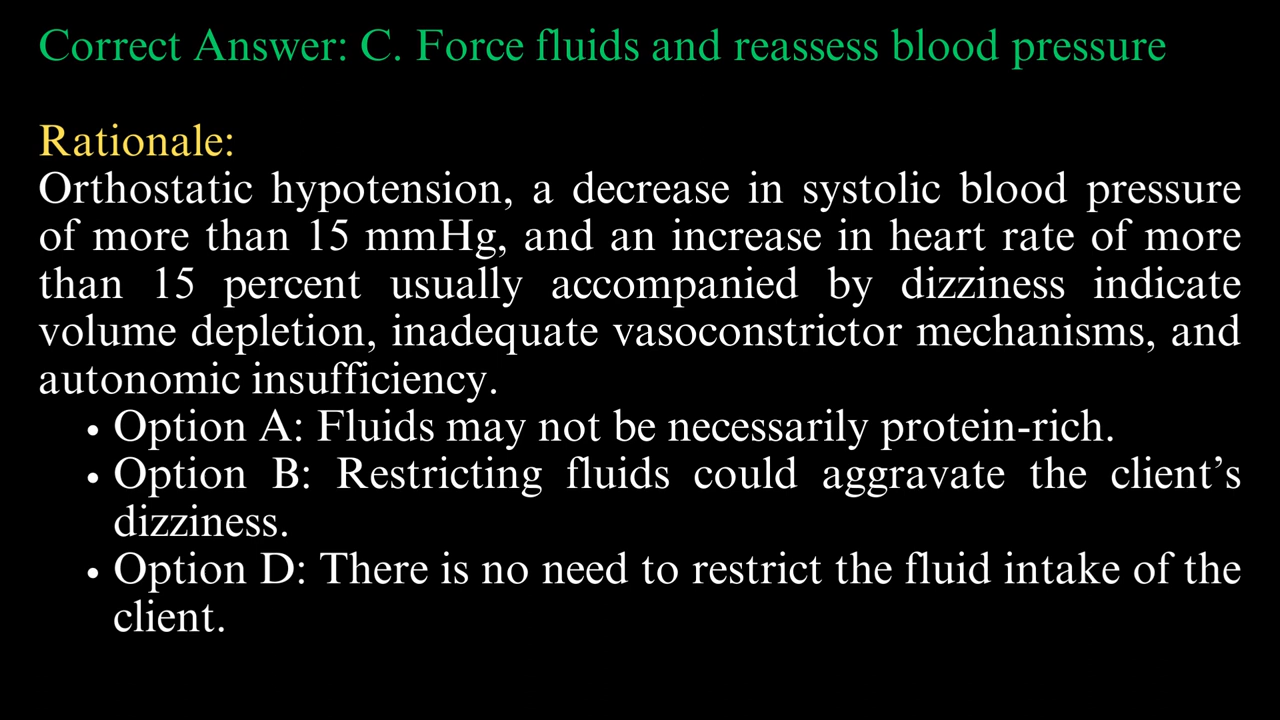 Correct Answer: C. Force fluids and reassess blood pressure
Rationale:
Orthostatic hypotension, a decrease in systolic blood pressure
of more than 15 mmHg, and an increase in heart rate of more
than 15 percent usually accompanied by dizziness indicate
volume depletion, inadequate vasoconstrictor mechanisms, and
autonomic insufficiency.
• Option A: Fluids may not be necessarily protein-rich.
• Option B: Restricting fluids could aggravate the client’s
dizziness.
• Option D: There is no need to restrict the fluid intake of the
client.